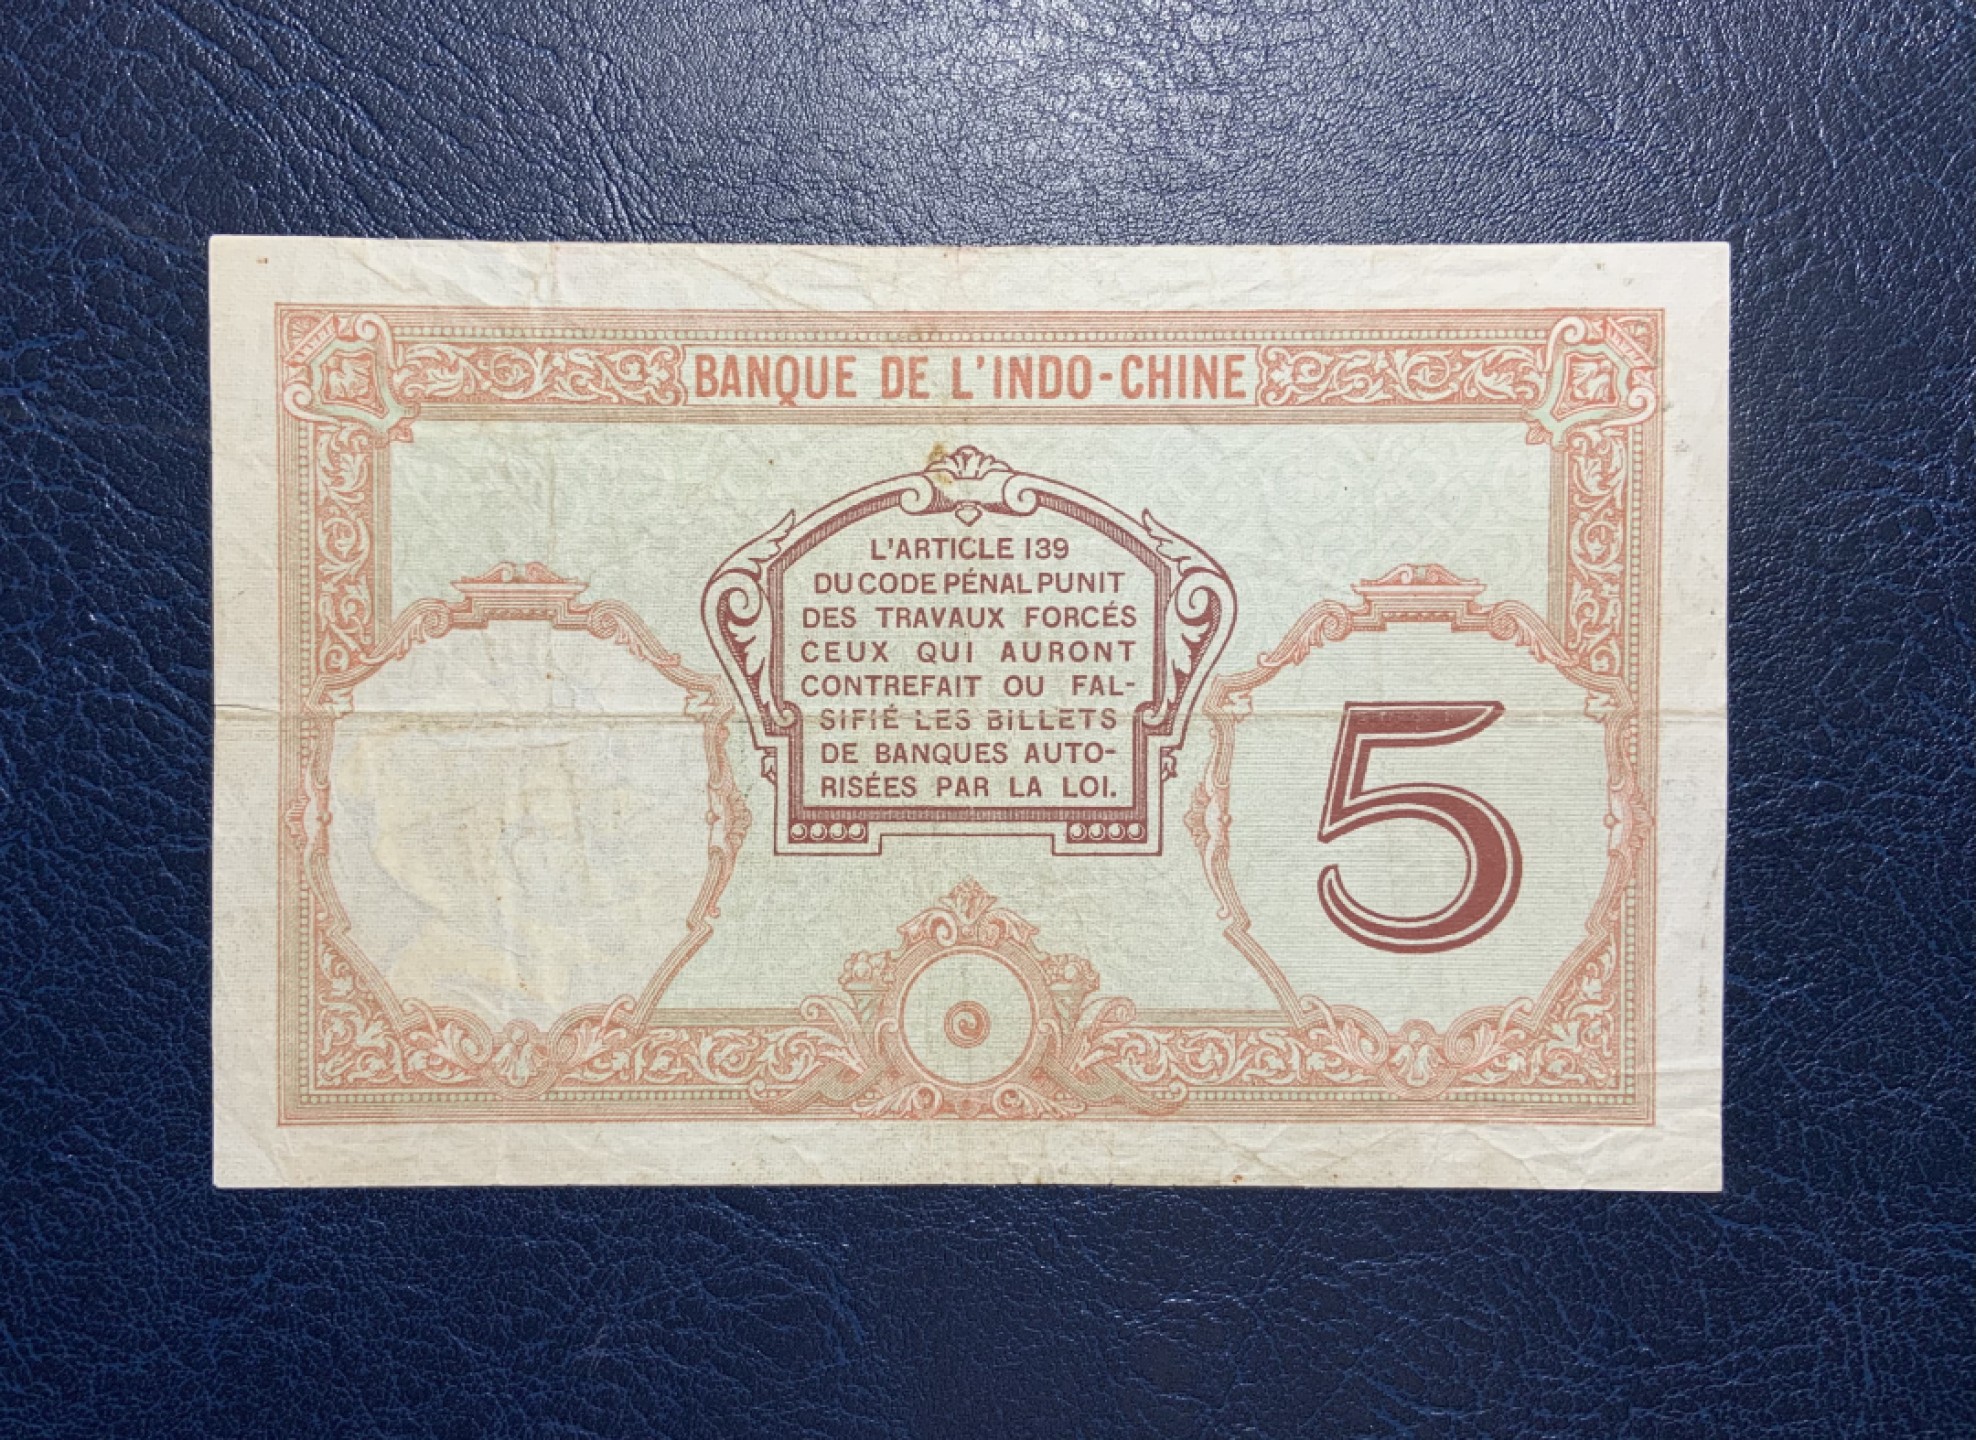 BANQUE DE L'INDO-CHINE
L'ARTICLE 139
DU CODE PÉNAL PUNIT
DES TRAVAUX FORCÉS
CEUX QUI AURONT
CONTREFAIT OU FAL-
SIFIÉ LES BILLETS
DE BANQUES AUTO-
RISÉES PAR LA LOI.
5